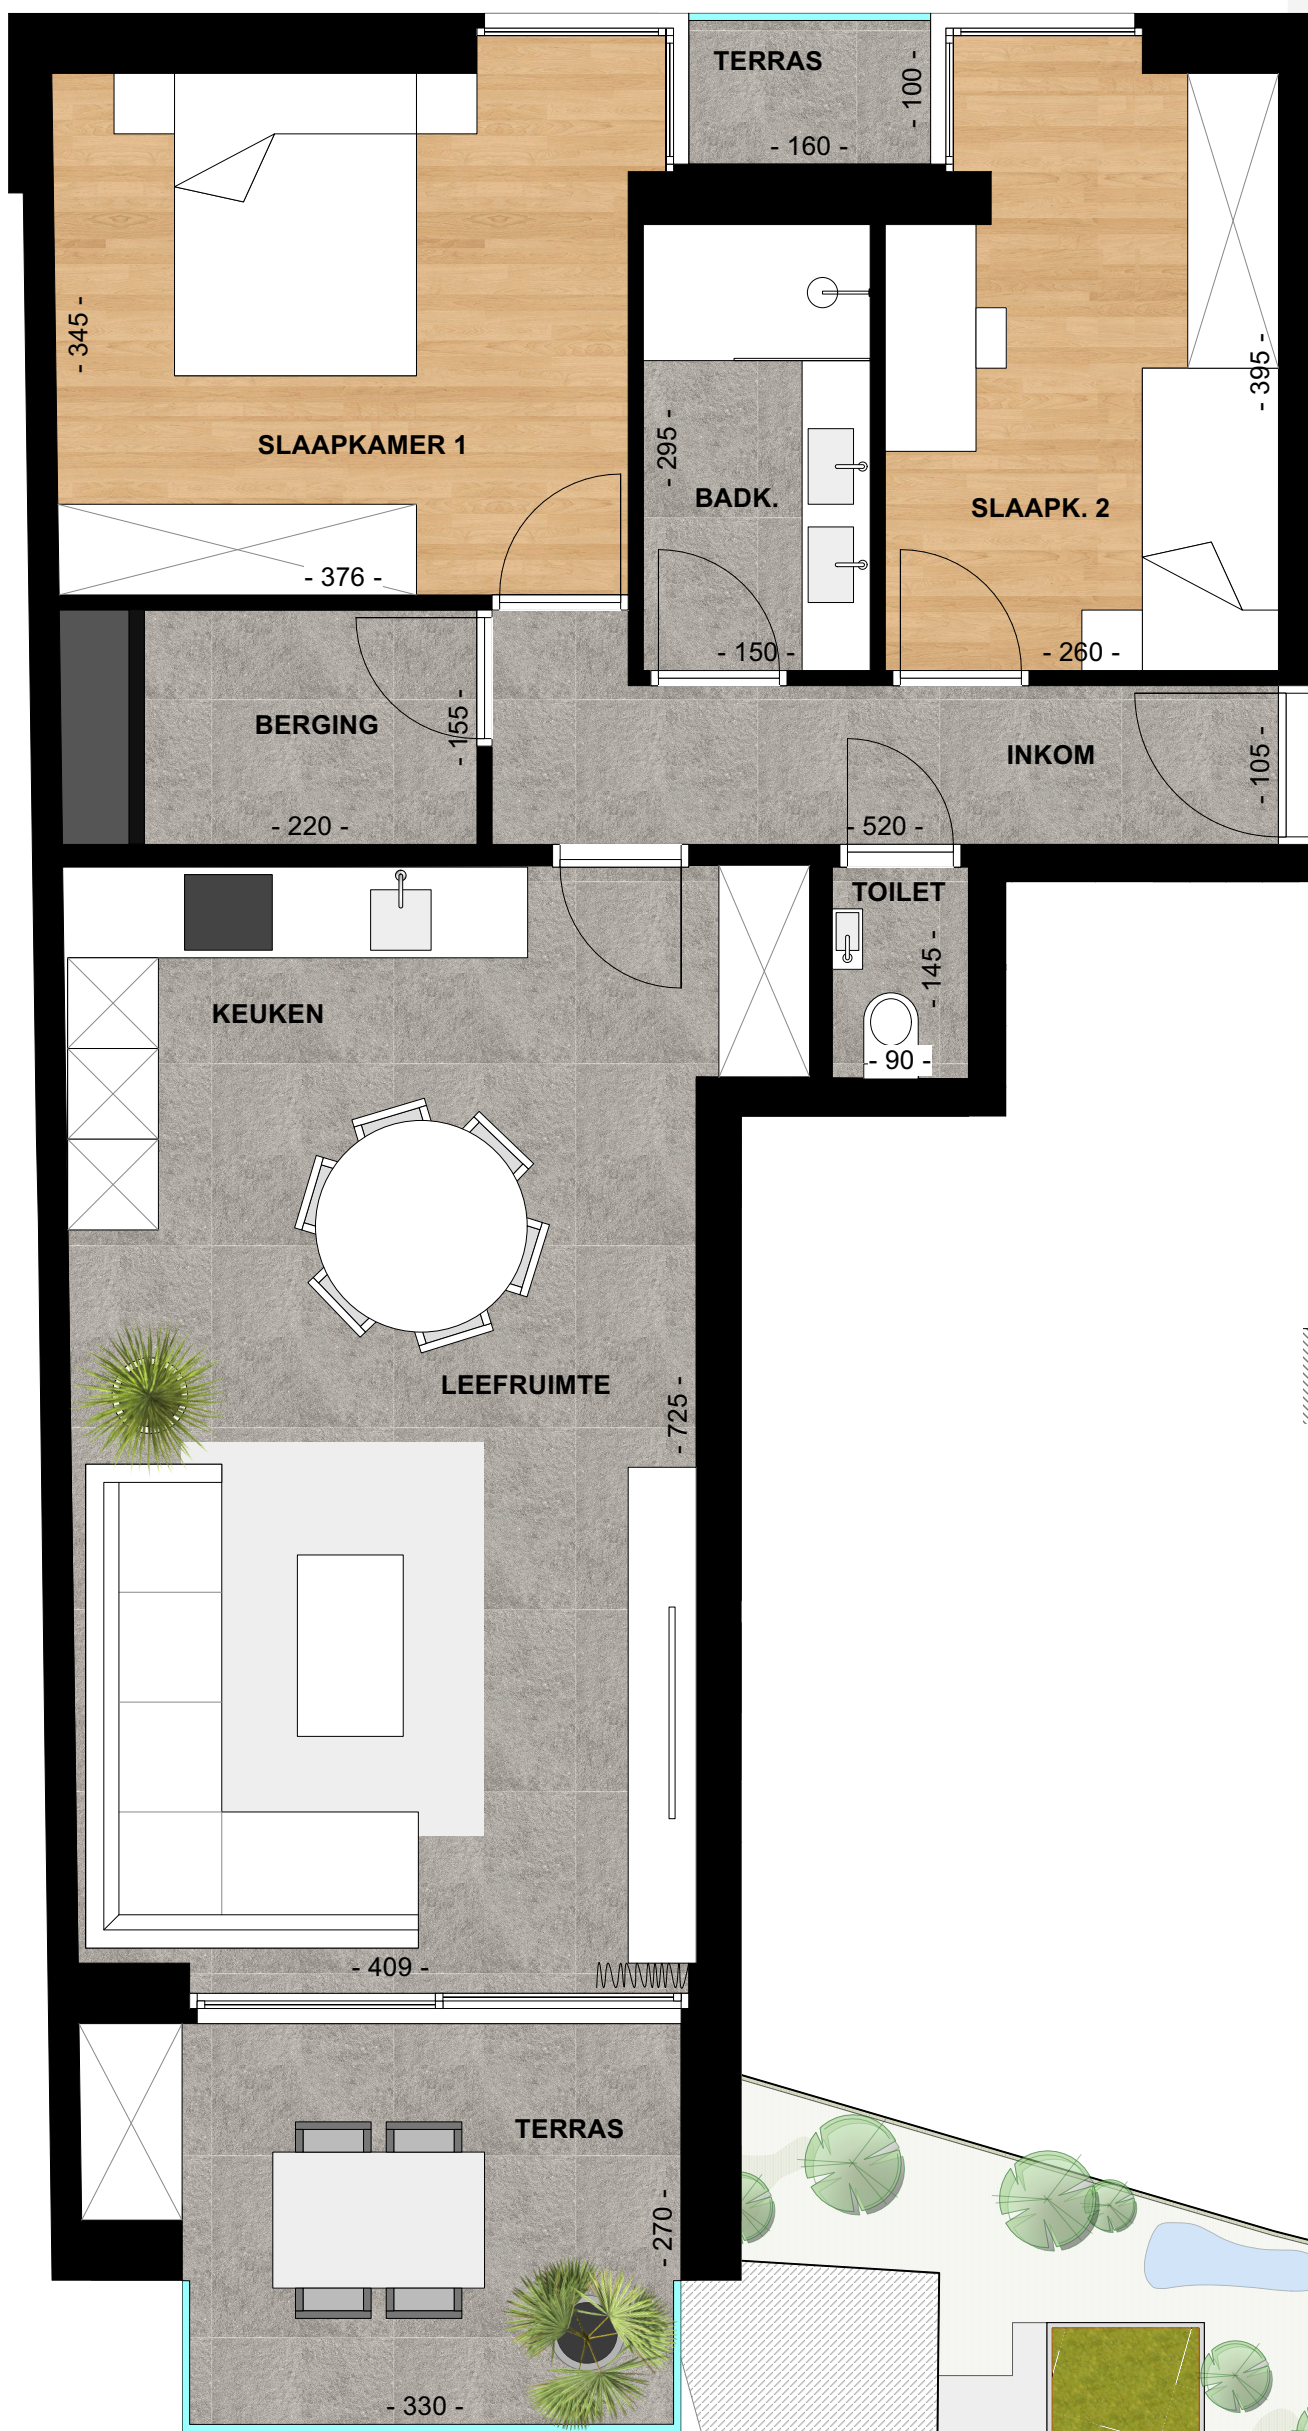 TERRAS
- 100 -
- 160 -
- 345 -
SLAAPKAMER 1
- 376 -
- 295 -
BADK.
- 150 -
- 395 -
SLAAPK. 2
- 260 -
BERGING
- 155 -
- 220 -
INKOM
- 105 -
- 520 -
TOILET
- 145 -
- 90 -
KEUKEN
LEEFRUIMTE
- 725 -
- 409 -
TERRAS
- 270 -
- 330 -